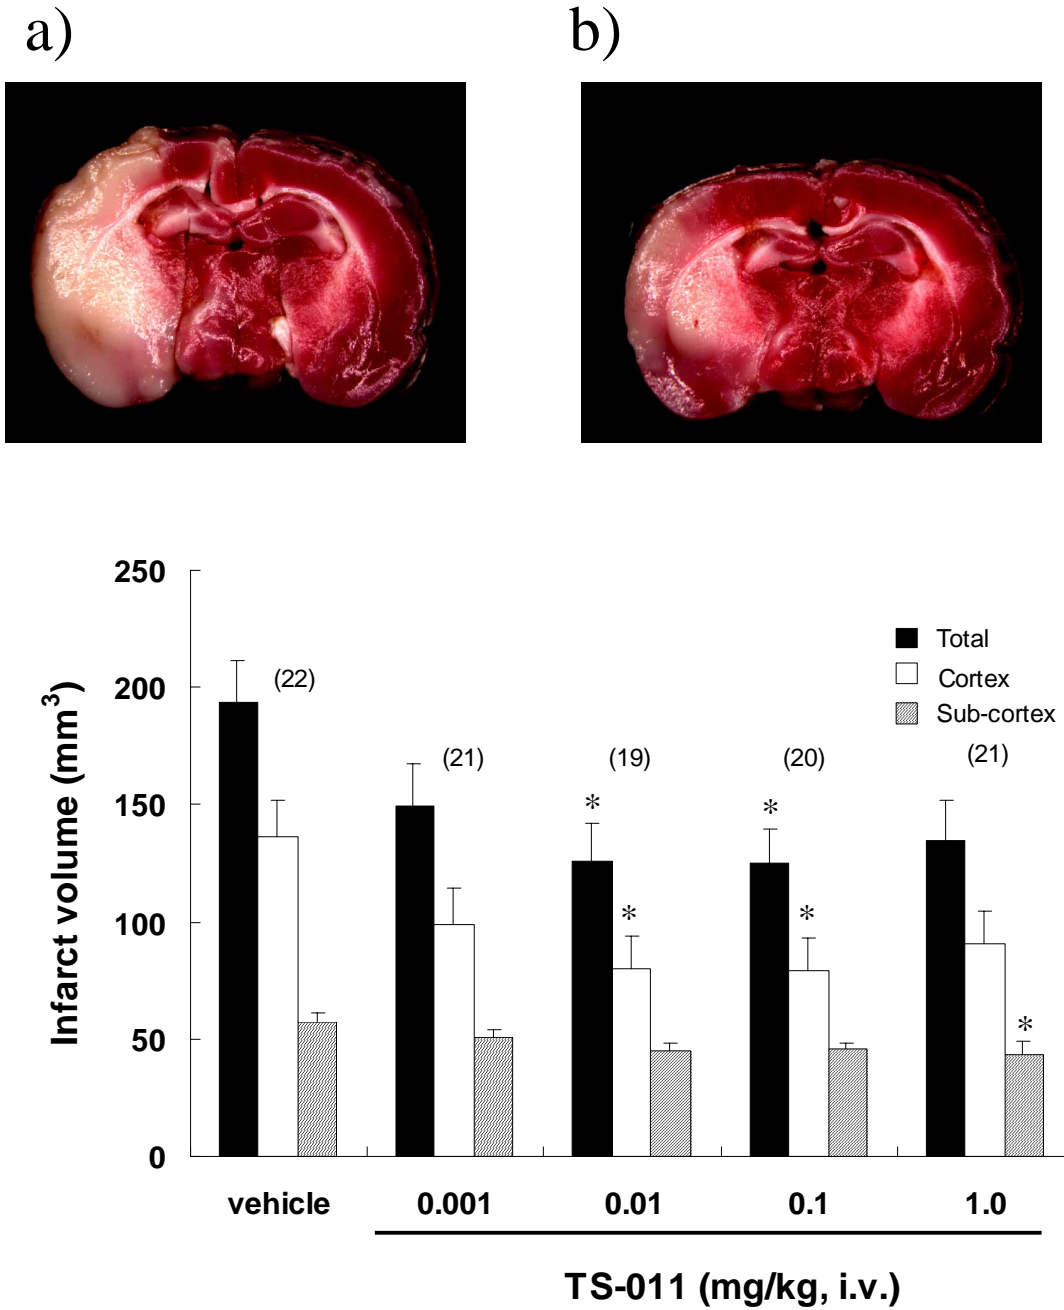 a)
b)
250
200
150
100
50
0
Infarct volume (mm³)
Total
Cortex
Sub-cortex
(22)
(21)
(19)
(20)
(21)
*
*
*
*
*
vehicle
0.001
0.01
0.1
1.0
TS-011 (mg/kg, i.v.)